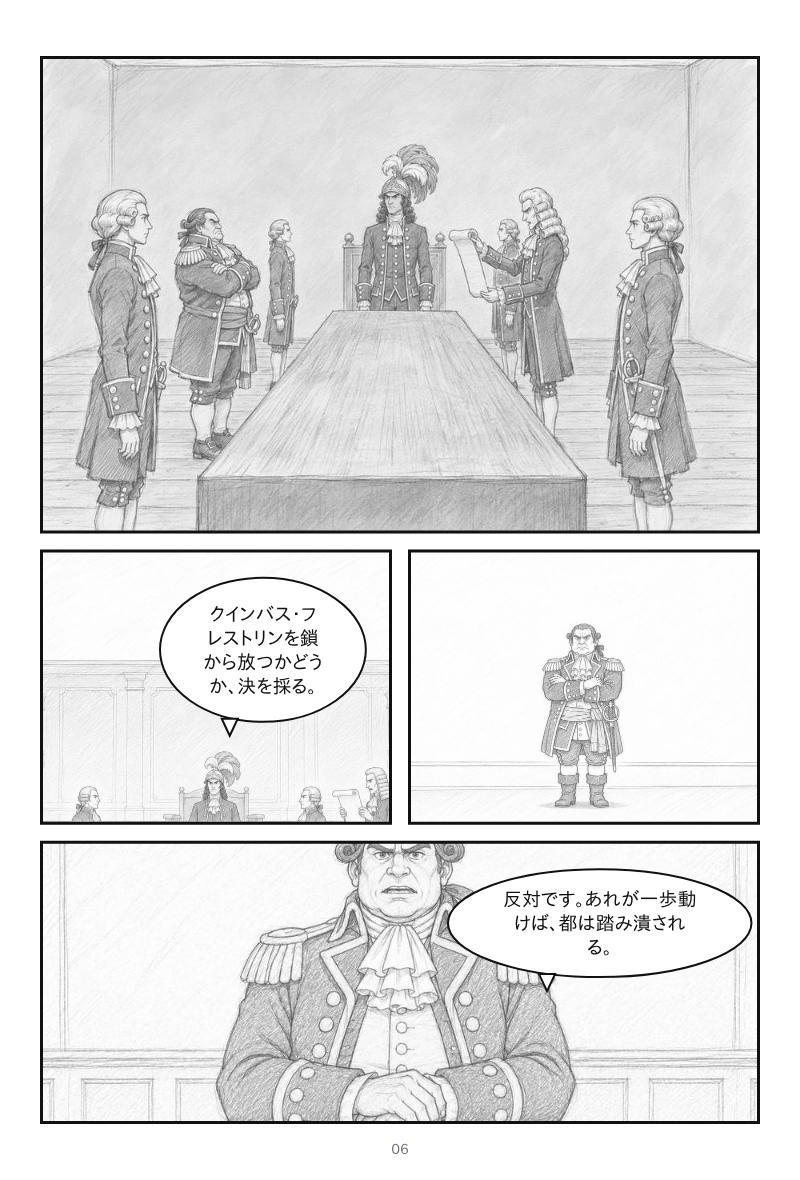 クインバス・フ
レストリンを鎖
から放つかどう
か、決を採る。
反対です。あれが一歩動
けば、都は踏み潰され
る。
06